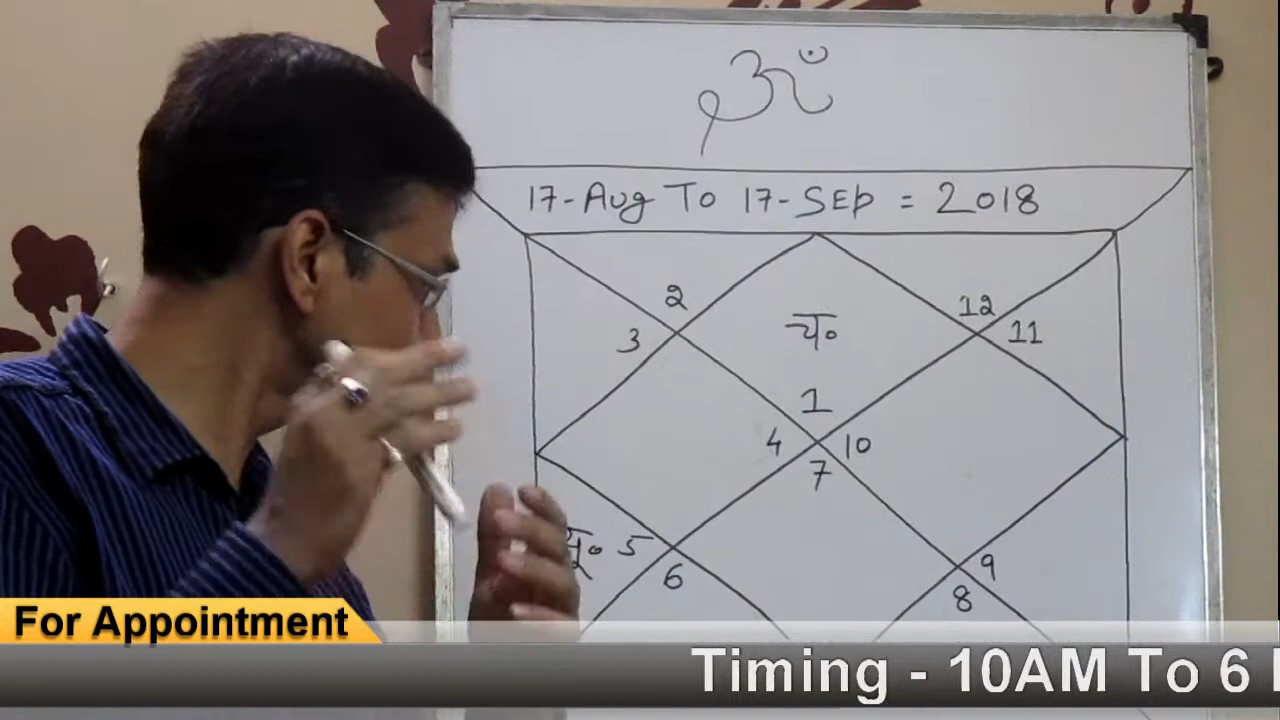 ॐ
17-Aug To 17-SEp = 2018
2
12
3
चं०
11
1
4
10
7
सू० 5
6
9
8
For Appointment
Timing - 10AM To 6